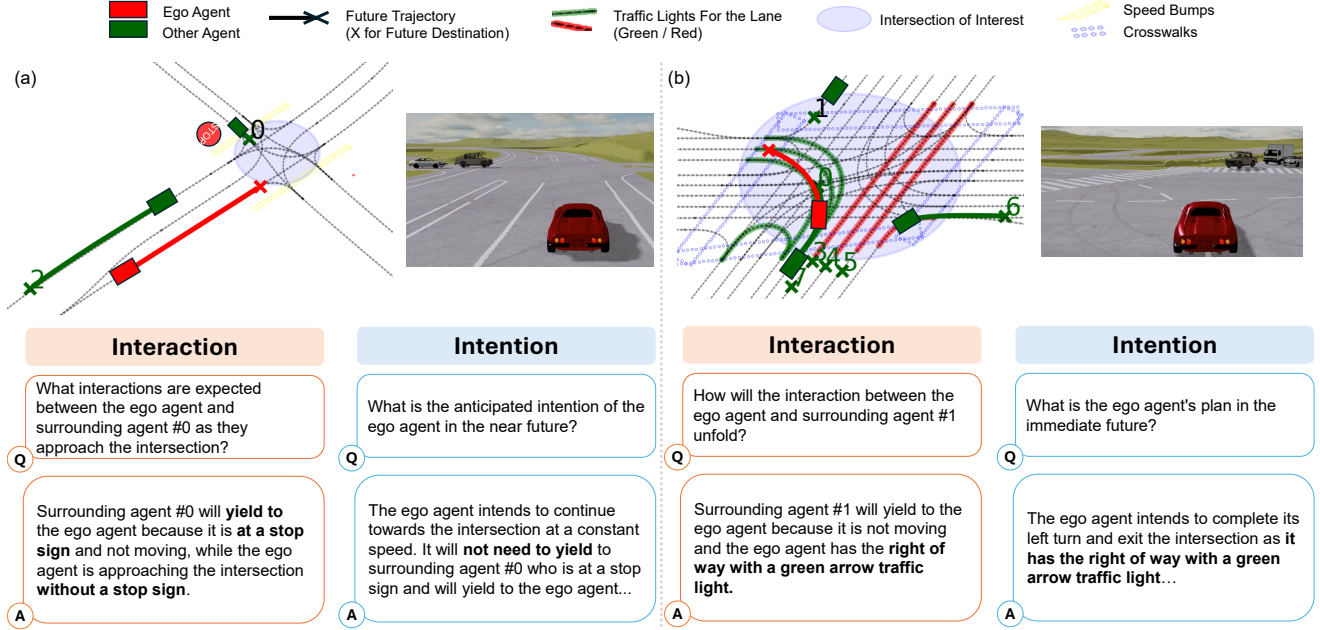 Ego Agent
Other Agent
Future Trajectory
(X for Future Destination)
Traffic Lights For the Lane
(Green / Red)
Intersection of Interest
Speed Bumps
Crosswalks
(a)
STOP
0
2
(b)
1
0
6
3
4
5
7
Interaction
Intention
Interaction
Intention
What interactions are expected
between the ego agent and
surrounding agent #0 as they
approach the intersection?
Q
What is the anticipated intention of the
ego agent in the near future?
Q
How will the interaction between the
ego agent and surrounding agent #1
unfold?
Q
What is the ego agent's plan in the
immediate future?
Q
Surrounding agent #0 will yield to
the ego agent because it is at a stop
sign and not moving, while the ego
agent is approaching the intersection
without a stop sign.
A
The ego agent intends to continue
towards the intersection at a constant
speed. It will not need to yield to
surrounding agent #0 who is at a stop
sign and will yield to the ego agent...
A
Surrounding agent #1 will yield to the
ego agent because it is not moving
and the ego agent has the right of
way with a green arrow traffic
light.
A
The ego agent intends to complete its
left turn and exit the intersection as it
has the right of way with a green
arrow traffic light…
A